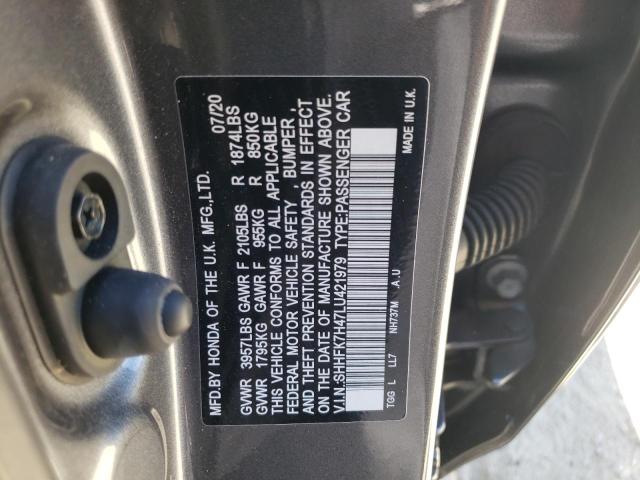 MFD.BY HONDA OF THE U.K. MFG.,LTD. 07/20
GVWR 3957LBS GAWR F 2105LBS R 1874LBS
GVWR 1795KG GAWR F 955KG R 850KG
THIS VEHICLE CONFORMS TO ALL APPLICABLE
FEDERAL MOTOR VEHICLE SAFETY , BUMPER ,
AND THEFT PREVENTION STANDARDS IN EFFECT
ON THE DATE OF MANUFACTURE SHOWN ABOVE.
V.I.N.:SHHFK7H47LU421979 TYPE:PASSENGER CAR
TGG L LL7 NH737M A.U MADE IN U.K.